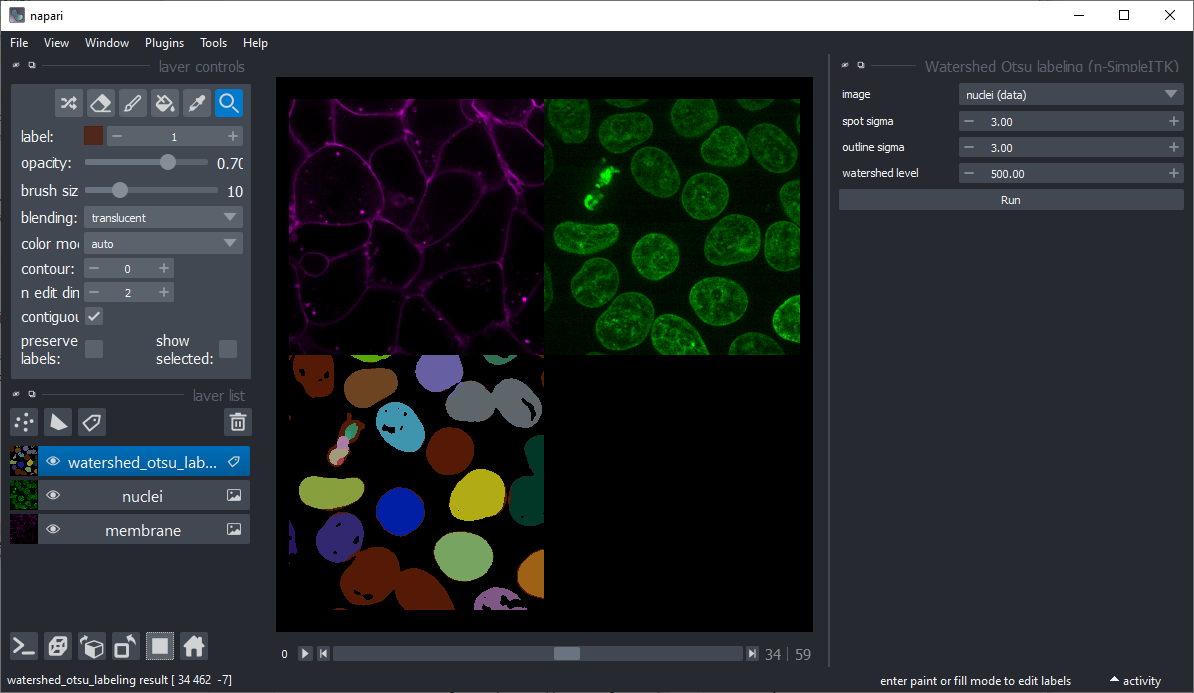 napari
File View Window Plugins Tools Help
layer controls
label: 1
opacity: 0.70
brush siz 10
blending: translucent
color mo auto
contour: 0
n edit din 2
contiguou
preserve labels: show selected:
layer list
watershed_otsu_lab...
nuclei
membrane
0 34 | 59
watershed_otsu_labeling result [ 34 462 -7]
Watershed Otsu labeling (n-SimpleITK)
image nuclei (data)
spot sigma 3.00
outline sigma 3.00
watershed level 500.00
Run
enter paint or fill mode to edit labels
activity